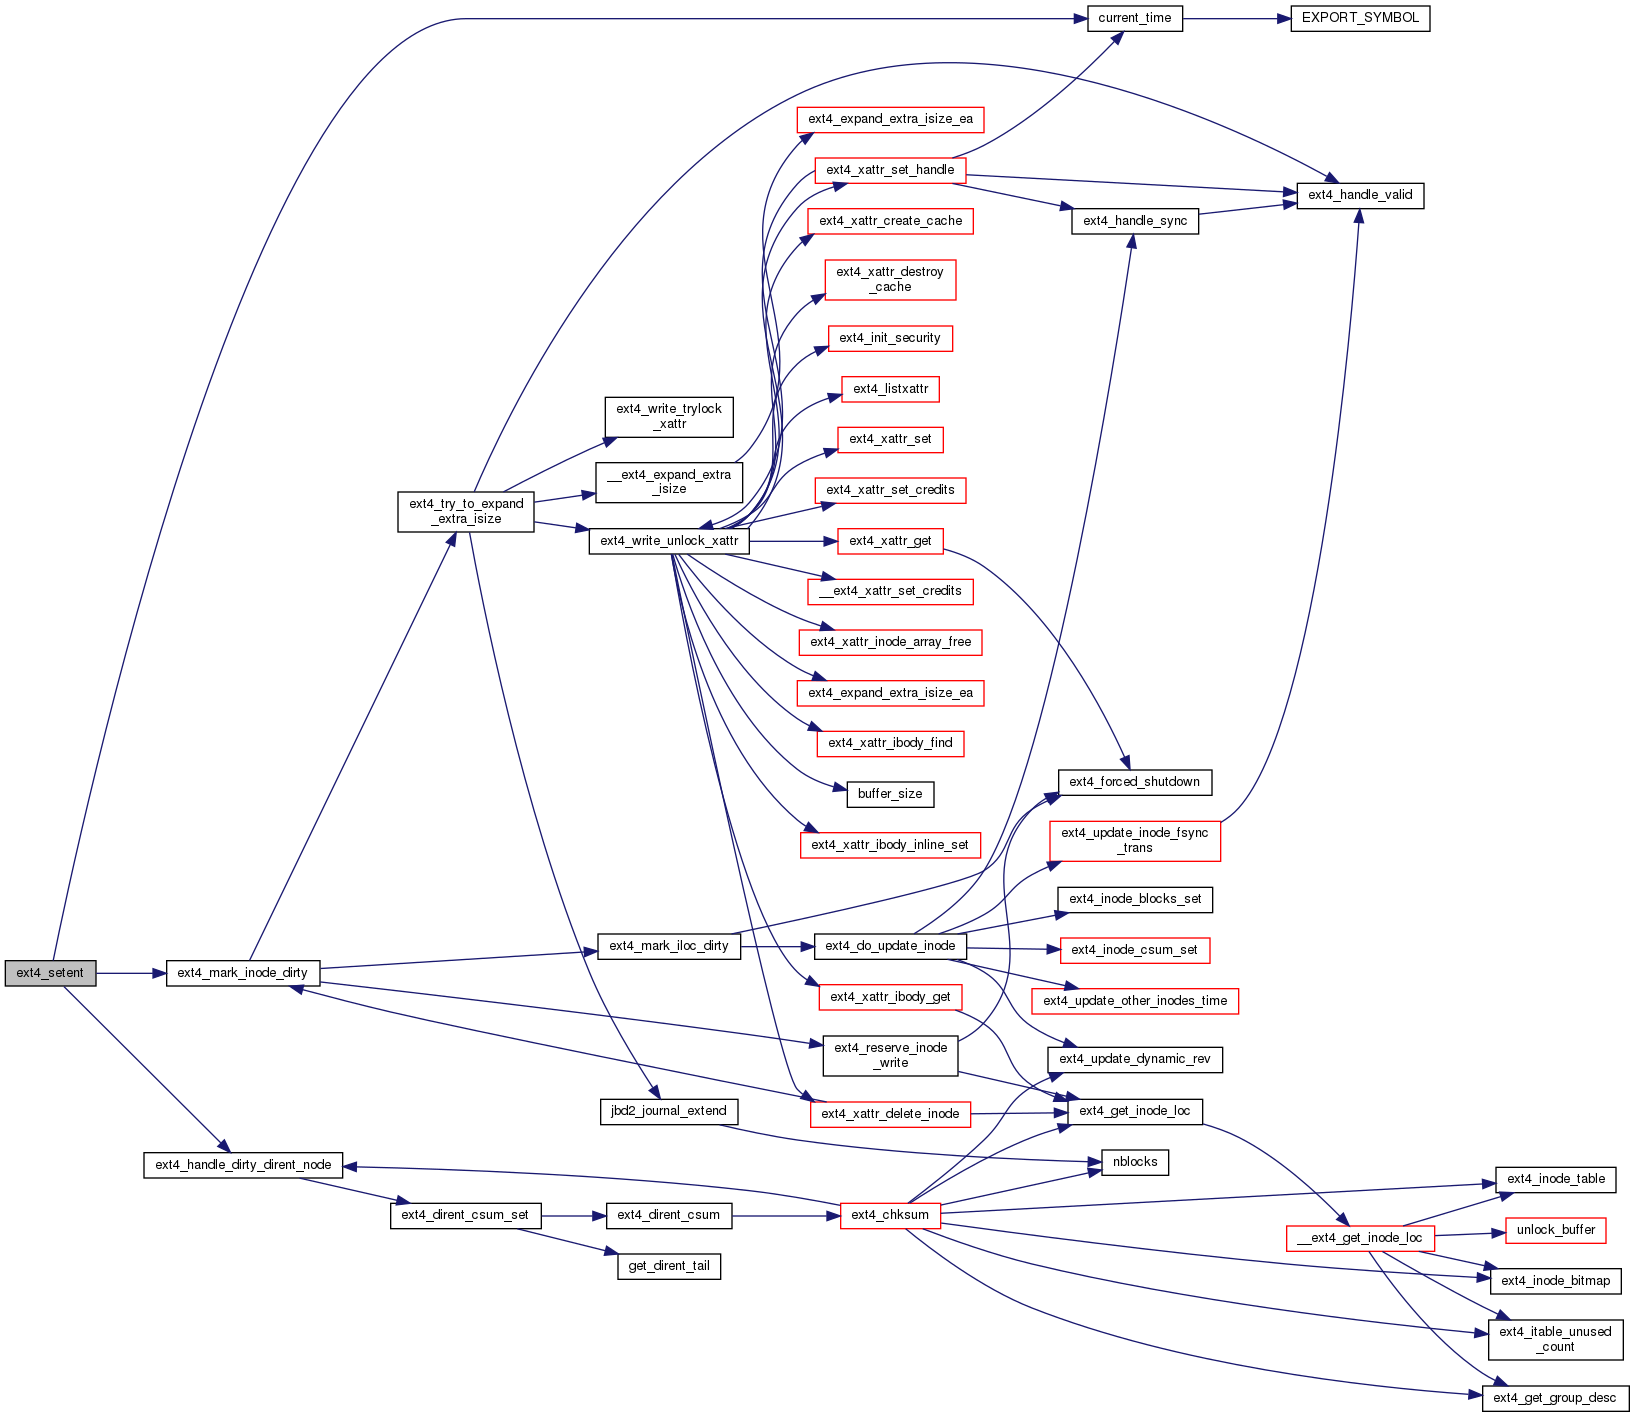 current_time
EXPORT_SYMBOL
ext4_expand_extra_isize_ea
ext4_xattr_set_handle
ext4_handle_valid
ext4_xattr_create_cache
ext4_handle_sync
ext4_xattr_destroy
_cache
ext4_init_security
ext4_listxattr
ext4_write_trylock
_xattr
ext4_xattr_set
__ext4_expand_extra
_isize
ext4_xattr_set_credits
ext4_try_to_expand
_extra_isize
ext4_write_unlock_xattr
ext4_xattr_get
__ext4_xattr_set_credits
ext4_xattr_inode_array_free
ext4_expand_extra_isize_ea
ext4_xattr_ibody_find
ext4_forced_shutdown
buffer_size
ext4_update_inode_fsync
_trans
ext4_xattr_ibody_inline_set
ext4_inode_blocks_set
ext4_mark_iloc_dirty
ext4_do_update_inode
ext4_inode_csum_set
ext4_setent
ext4_mark_inode_dirty
ext4_xattr_ibody_get
ext4_update_other_inodes_time
ext4_reserve_inode
_write
ext4_update_dynamic_rev
jbd2_journal_extend
ext4_xattr_delete_inode
ext4_get_inode_loc
ext4_handle_dirty_dirent_node
nblocks
ext4_inode_table
ext4_dirent_csum_set
ext4_dirent_csum
ext4_chksum
__ext4_get_inode_loc
unlock_buffer
get_dirent_tail
ext4_inode_bitmap
ext4_itable_unused
_count
ext4_get_group_desc